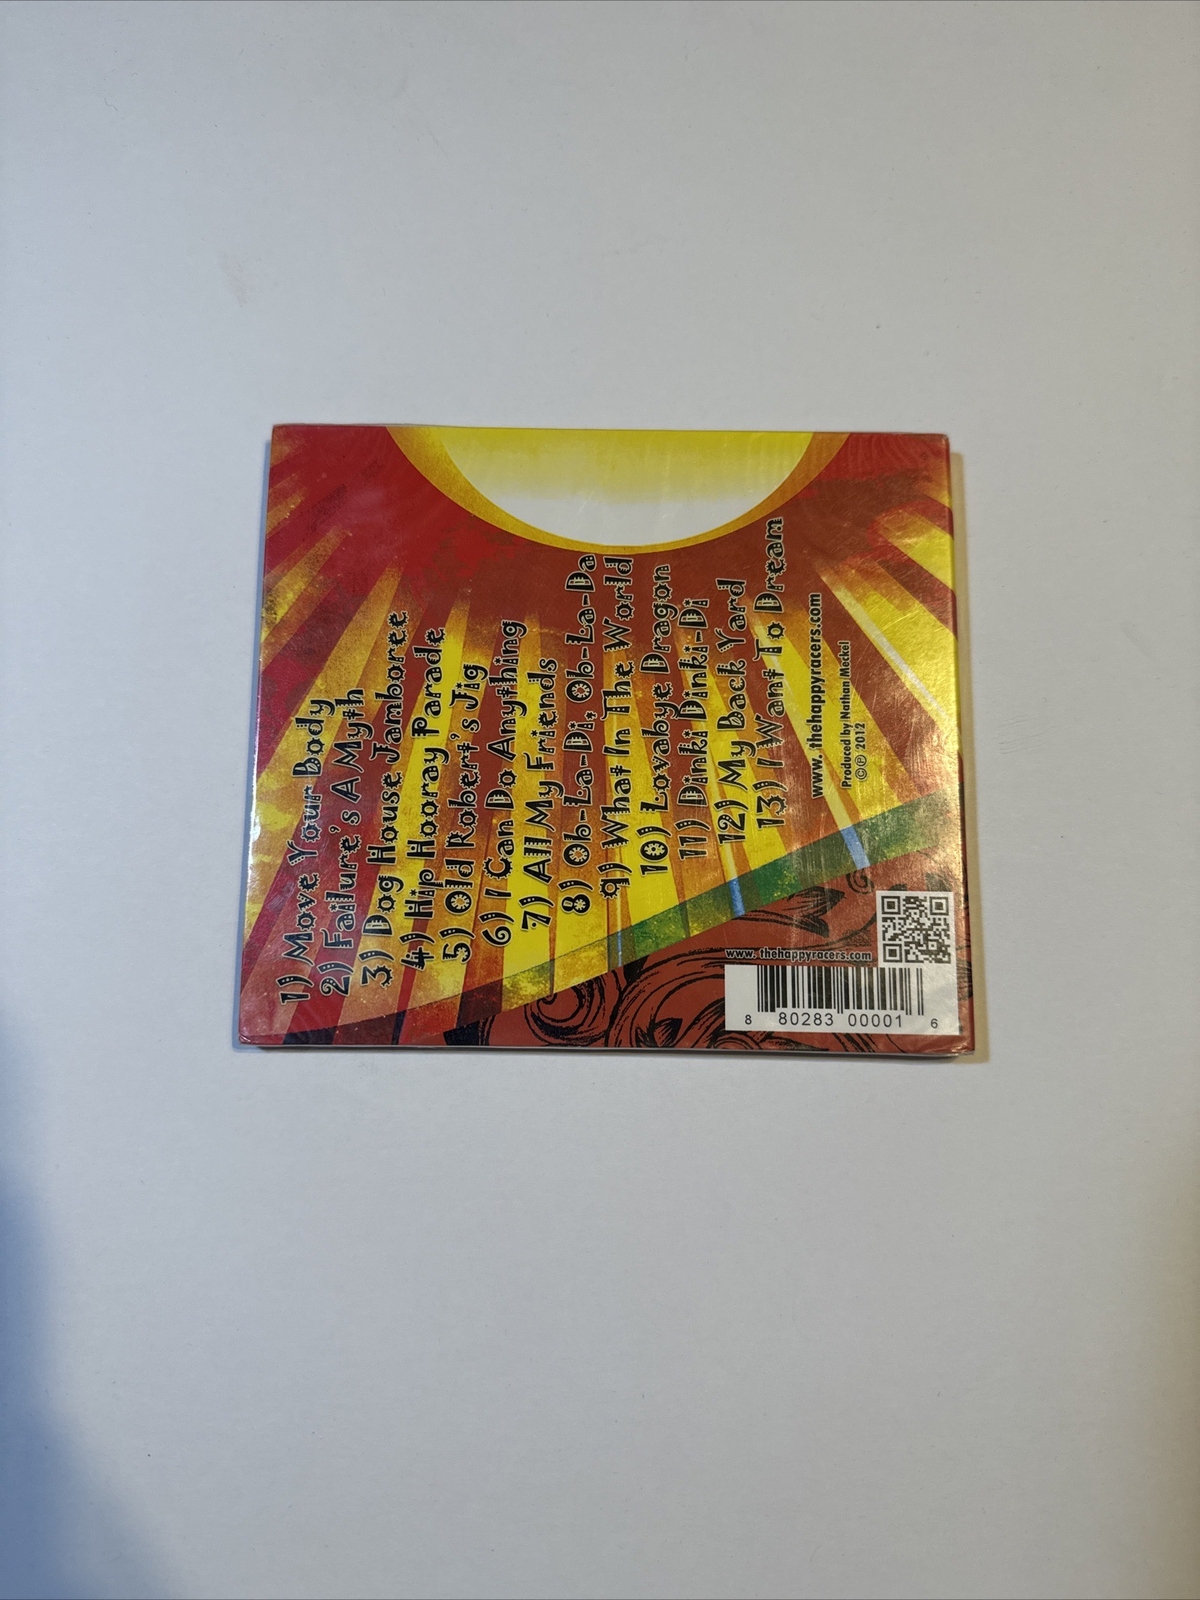 1) Move Your Body
2) Failure's A Myth
3) Dog House Jamboree
4) Hip Hooray Parade
5) Old Robert's Jig
6) I Can Do Anything
7) All My Friends
8) Ob-La-Di, Ob-La-Da
9) What In The World
10) Lovabye Dragon
11) Dinki Dinki-Di
12) My Back Yard
13) I Want To Dream
www.thehappyracers.com
Produced by Nathan Meckel
©℗ 2012
www.thehappyracers.com
8 80283 00001 6